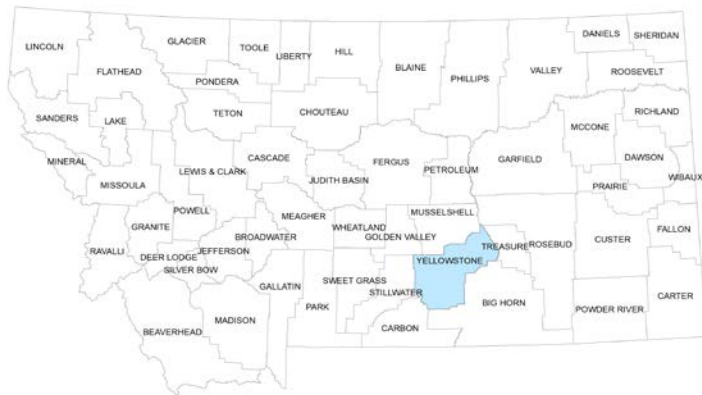 LINCOLN
FLATHEAD
GLACIER
TOOLE
LIBERTY
HILL
BLAINE
PHILLIPS
VALLEY
DANIELS
SHERIDAN
ROOSEVELT
PONDERA
TETON
CHOUTEAU
RICHLAND
SANDERS
LAKE
MCCONE
MINERAL
MISSOULA
LEWIS & CLARK
CASCADE
JUDITH BASIN
FERGUS
PETROLEUM
GARFIELD
DAWSON
PRAIRIE
WIBAUX
POWELL
GRANITE
MEAGHER
WHEATLAND
GOLDEN VALLEY
MUSSELSHELL
RAVALLI
DEER LODGE
SILVER BOW
JEFFERSON
BROADWATER
TREASURE
ROSEBUD
CUSTER
FALLON
YELLOWSTONE
GALLATIN
PARK
SWEET GRASS
STILLWATER
BIG HORN
POWDER RIVER
CARTER
BEAVERHEAD
MADISON
CARBON